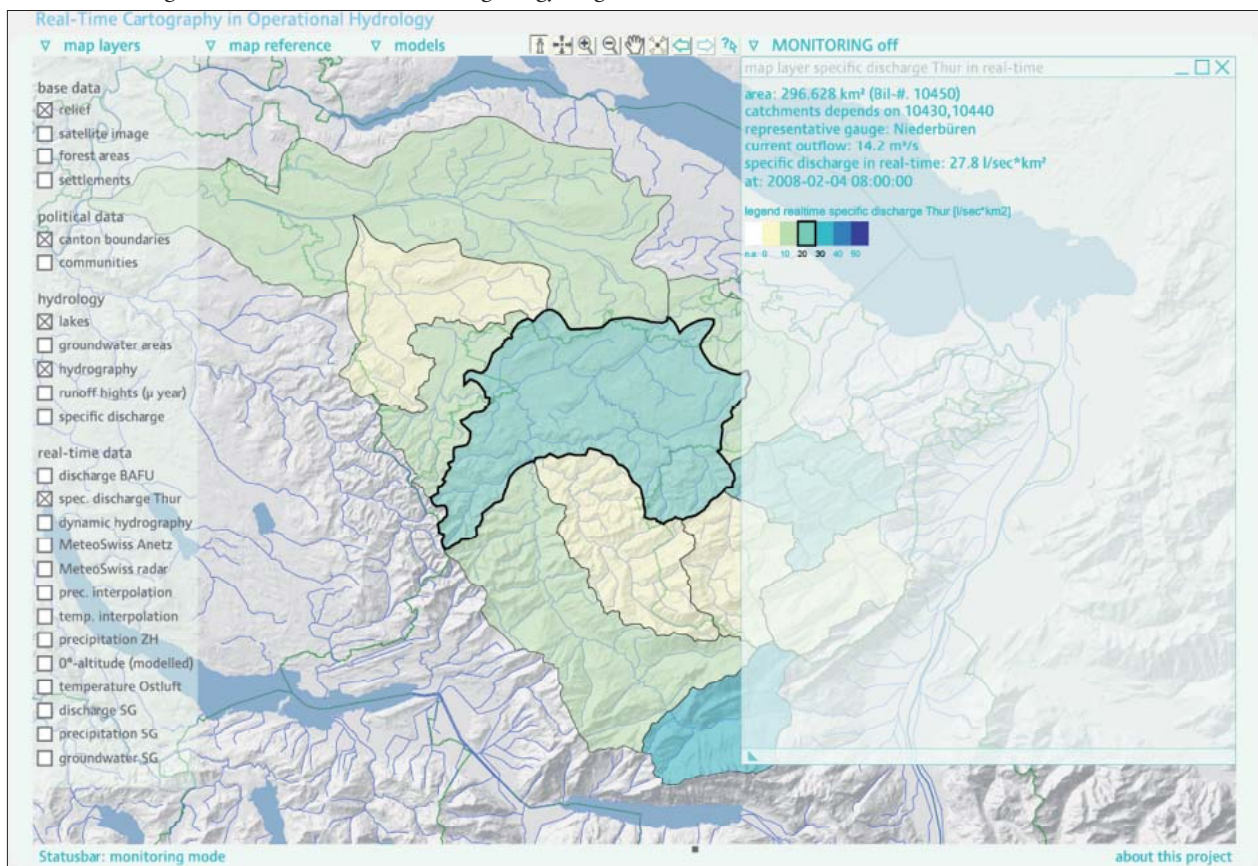 Real-Time Cartography in Operational Hydrology
map layers
map reference
models
MONITORING off
base data
relief
satellite image
forest areas
settlements
political data
canton boundaries
communities
hydrology
lakes
groundwater areas
hydrography
runoff hights (µ year)
specific discharge
real-time data
discharge BAFU
spec. discharge Thur
dynamic hydrography
MeteoSwiss Anetz
MeteoSwiss radar
prec. interpolation
temp. interpolation
precipitation ZH
0°-altitude (modelled)
temperature Ostluft
discharge SG
precipitation SG
groundwater SG
map layer specific discharge Thur in real-time
area: 296.628 km² (Bil-#. 10450)
catchments depends on 10430,10440
representative gauge: Niederbüren
current outflow: 14.2 m³/s
specific discharge in real-time: 27.8 l/sec*km²
at: 2008-02-04 08:00:00
legend realtime specific discharge Thur [l/sec*km2]
n.a 0 10 20 30 40 50
Statusbar: monitoring mode
about this project